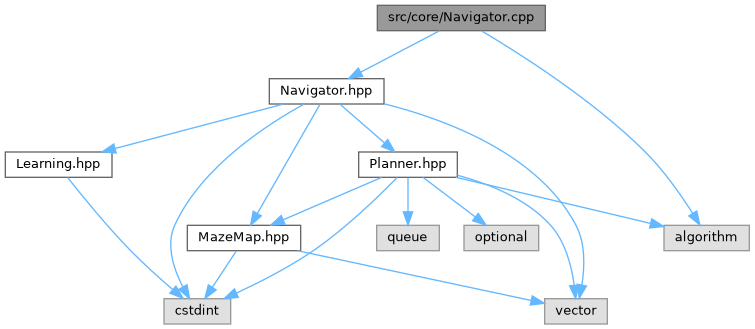 src/core/Navigator.cpp
Navigator.hpp
Learning.hpp
Planner.hpp
MazeMap.hpp
queue
optional
algorithm
cstdint
vector